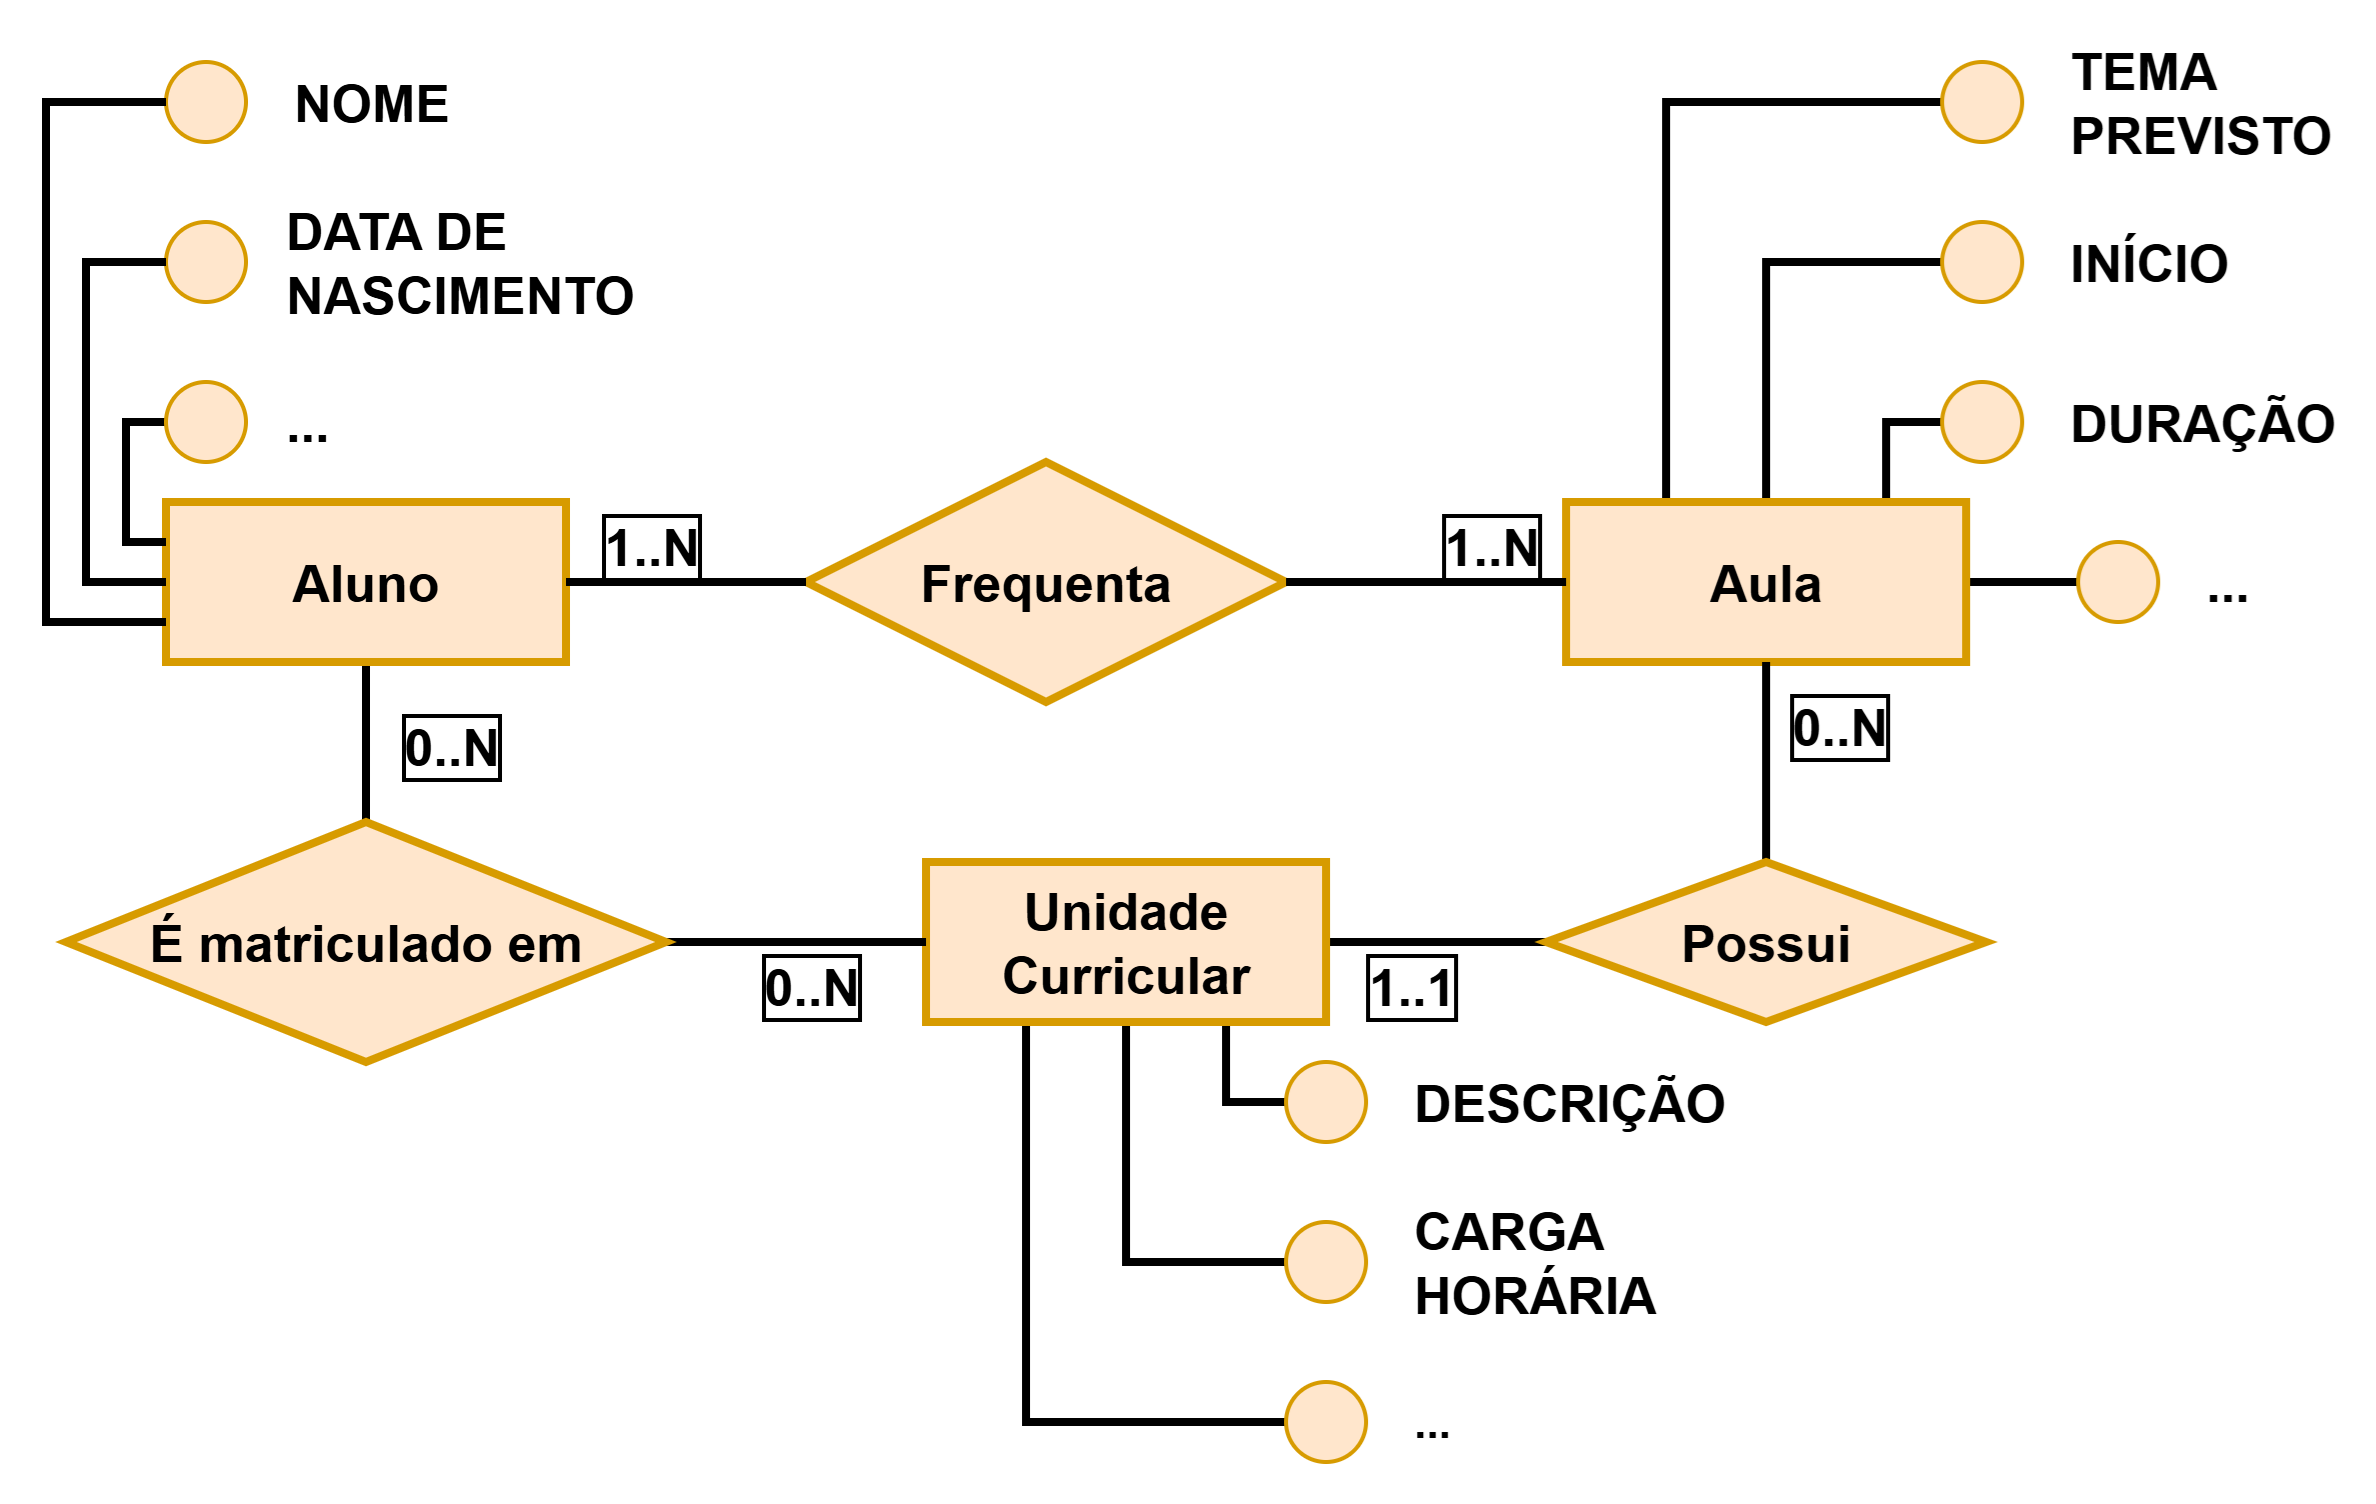 NOME
DATA DE
NASCIMENTO
...
TEMA
PREVISTO
INÍCIO
DURAÇÃO
...
Aluno
1..N
Frequenta
1..N
Aula
0..N
0..N
É matriculado em
0..N
Unidade
Curricular
1..1
Possui
DESCRIÇÃO
CARGA
HORÁRIA
...